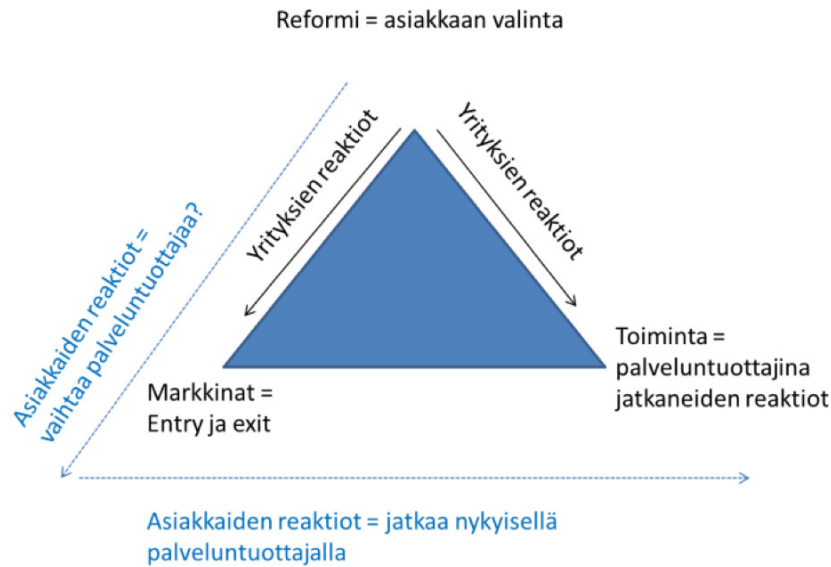 Reformi = asiakkaan valinta
Yrityksien reaktiot
Yrityksien reaktiot
Asiakkaiden reaktiot =
vaihtaa palveluntuottajaa?
Toiminta =
palveluntuottajina
jatkaneiden reaktiot
Markkinat =
Entry ja exit
Asiakkaiden reaktiot = jatkaa nykyisellä
palveluntuottajalla